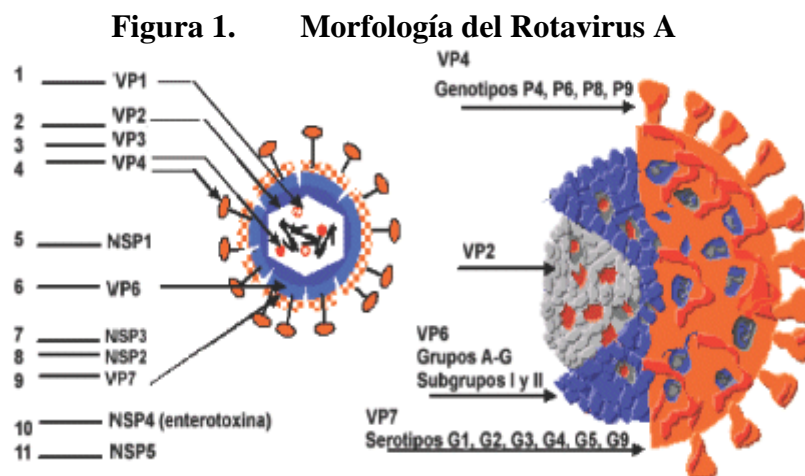 Figura 1. Morfología del Rotavirus A
1 VP1
2 VP2
3 VP3
4 VP4
5 NSP1
6 VP6
7 NSP3
8 NSP2
9 VP7
10 NSP4 (enterotoxina)
11 NSP5
VP4
Genotipos P4, P6, P8, P9
VP2
VP6
Grupos A-G
Subgrupos I y II
VP7
Serotipos G1, G2, G3, G4, G5, G9